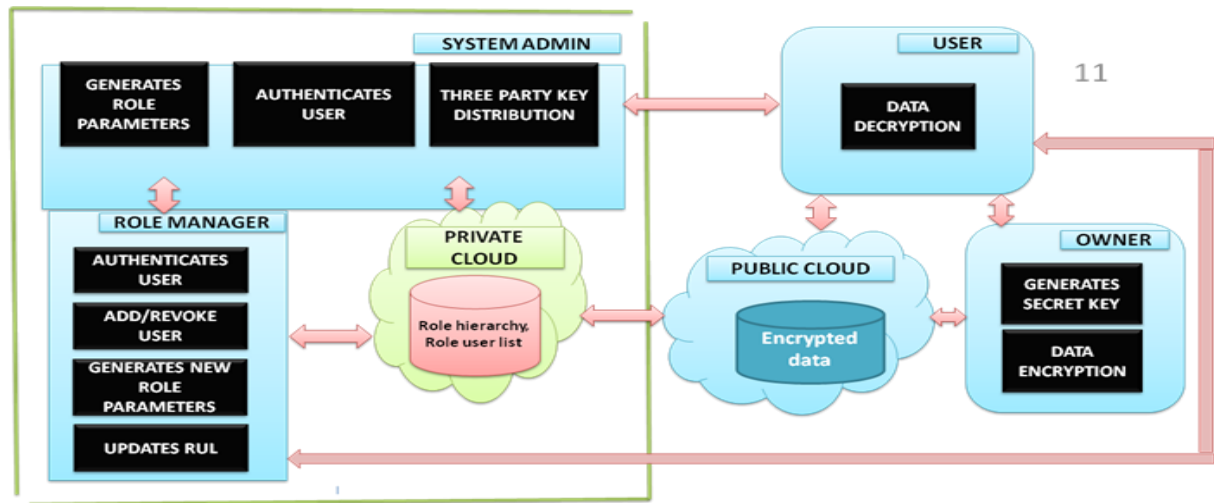 SYSTEM ADMIN
GENERATES
ROLE
PARAMETERS
AUTHENTICATES
USER
THREE PARTY KEY
DISTRIBUTION
USER
DATA
DECRYPTION
11
ROLE MANAGER
AUTHENTICATES
USER
ADD/REVOKE
USER
GENERATES NEW
ROLE
PARAMETERS
UPDATES RUL
PRIVATE
CLOUD
Role hierarchy,
Role user list
PUBLIC CLOUD
Encrypted
data
OWNER
GENERATES
SECRET KEY
DATA
ENCRYPTION